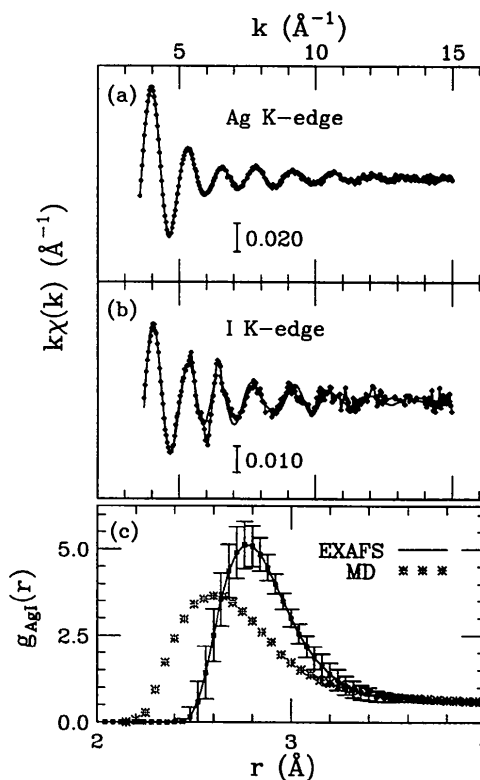 k (Å⁻¹)
5 10 15
(a)
Ag K-edge
0.020
kχ(k) (Å⁻¹)
(b)
I K-edge
0.010
(c)
EXAFS
MD
5.0
2.5
0.0
g_AgI(r)
2 3
r (Å)